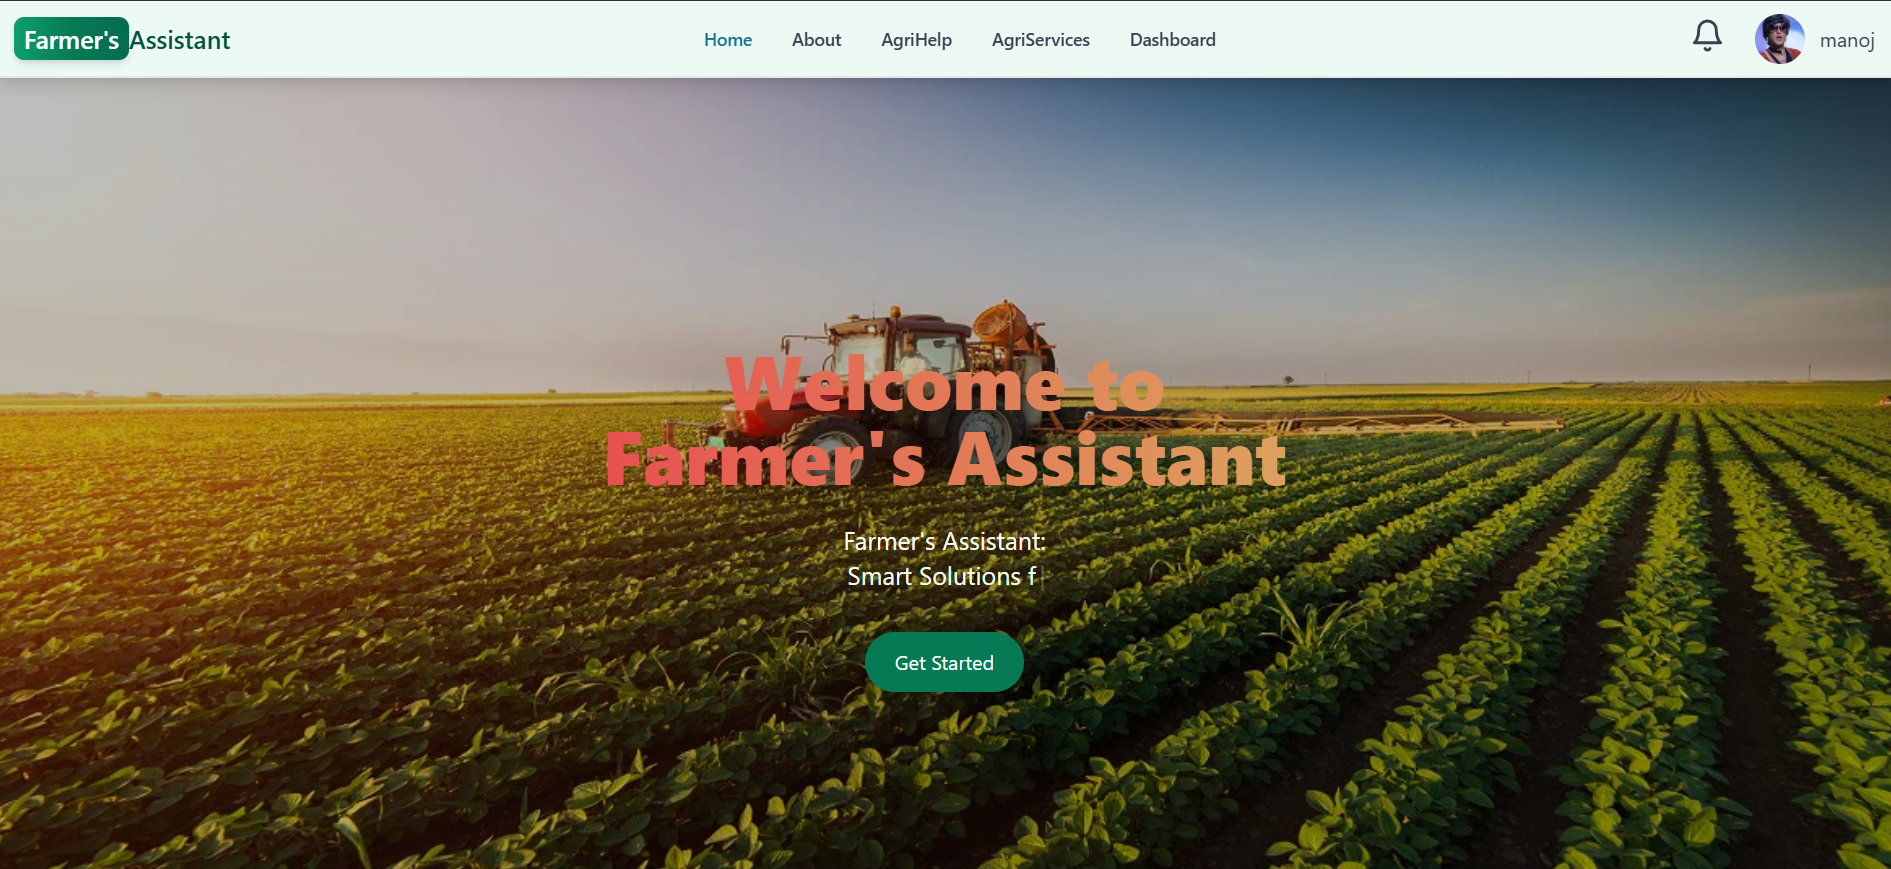 Farmer's Assistant
Home About AgriHelp AgriServices Dashboard
manoj
Welcome to
Farmer's Assistant
Farmer's Assistant:
Smart Solutions f
Get Started